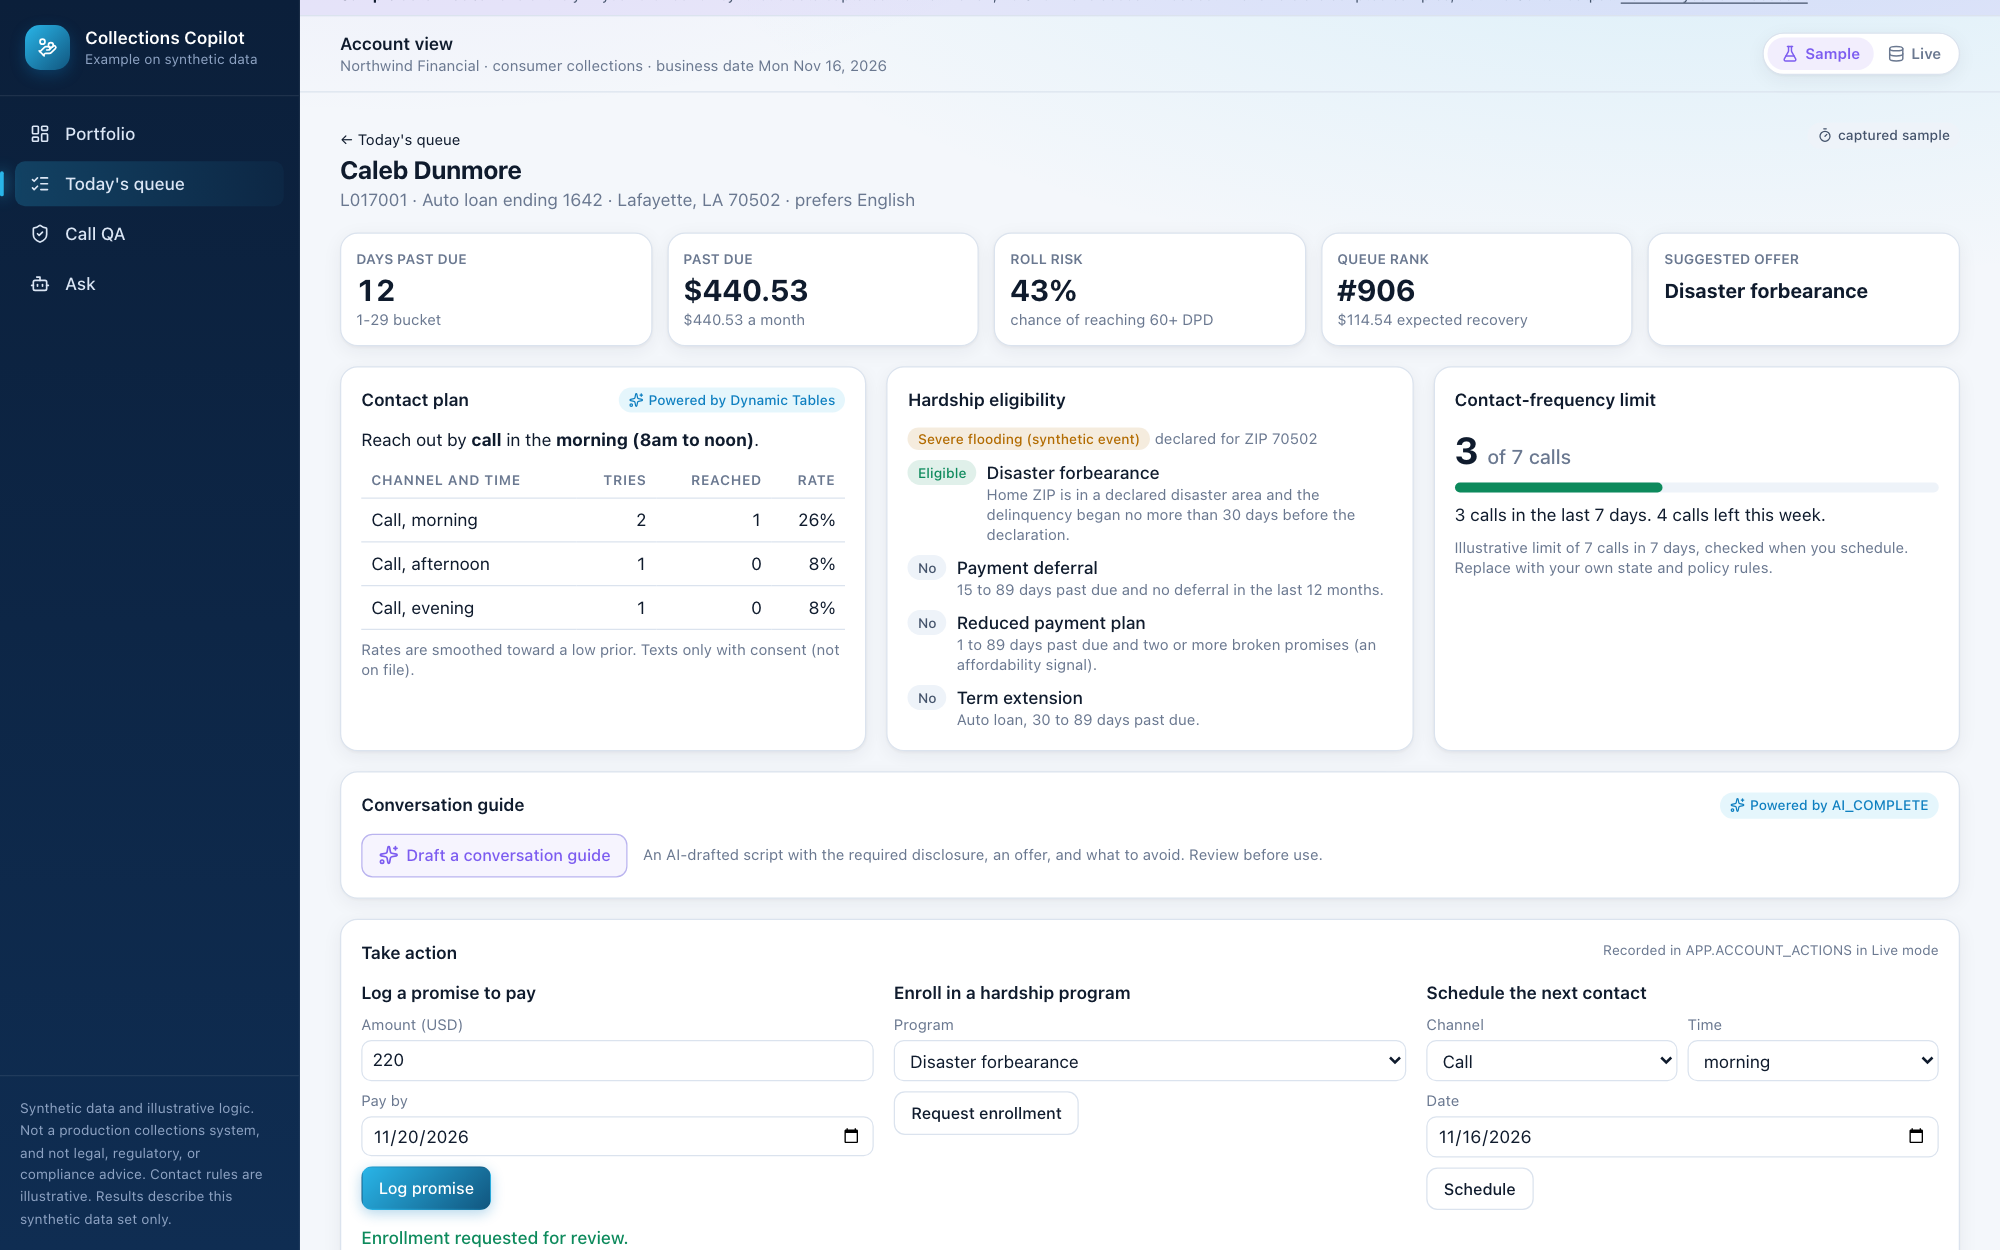 Collections Copilot
Example on synthetic data
Portfolio
Today's queue
Call QA
Ask
Synthetic data and illustrative logic.
Not a production collections system,
and not legal, regulatory, or
compliance advice. Contact rules are
illustrative. Results describe this
synthetic data set only.
Account view
Northwind Financial · consumer collections · business date Mon Nov 16, 2026
Sample
Live
← Today's queue
captured sample
Caleb Dunmore
L017001 · Auto loan ending 1642 · Lafayette, LA 70502 · prefers English
DAYS PAST DUE
12
1-29 bucket
PAST DUE
$440.53
$440.53 a month
ROLL RISK
43%
chance of reaching 60+ DPD
QUEUE RANK
#906
$114.54 expected recovery
SUGGESTED OFFER
Disaster forbearance
Contact plan
Powered by Dynamic Tables
Reach out by call in the morning (8am to noon).
CHANNEL AND TIME TRIES REACHED RATE
Call, morning 2 1 26%
Call, afternoon 1 0 8%
Call, evening 1 0 8%
Rates are smoothed toward a low prior. Texts only with consent (not
on file).
Hardship eligibility
Severe flooding (synthetic event) declared for ZIP 70502
Eligible Disaster forbearance
Home ZIP is in a declared disaster area and the
delinquency began no more than 30 days before the
declaration.
No Payment deferral
15 to 89 days past due and no deferral in the last 12 months.
No Reduced payment plan
1 to 89 days past due and two or more broken promises (an
affordability signal).
No Term extension
Auto loan, 30 to 89 days past due.
Contact-frequency limit
3 of 7 calls
3 calls in the last 7 days. 4 calls left this week.
Illustrative limit of 7 calls in 7 days, checked when you schedule.
Replace with your own state and policy rules.
Conversation guide
Powered by AI_COMPLETE
Draft a conversation guide
An AI-drafted script with the required disclosure, an offer, and what to avoid. Review before use.
Take action
Recorded in APP.ACCOUNT_ACTIONS in Live mode
Log a promise to pay
Amount (USD)
220
Pay by
11/20/2026
Log promise
Enrollment requested for review.
Enroll in a hardship program
Program
Disaster forbearance
Request enrollment
Schedule the next contact
Channel Time
Call morning
Date
11/16/2026
Schedule